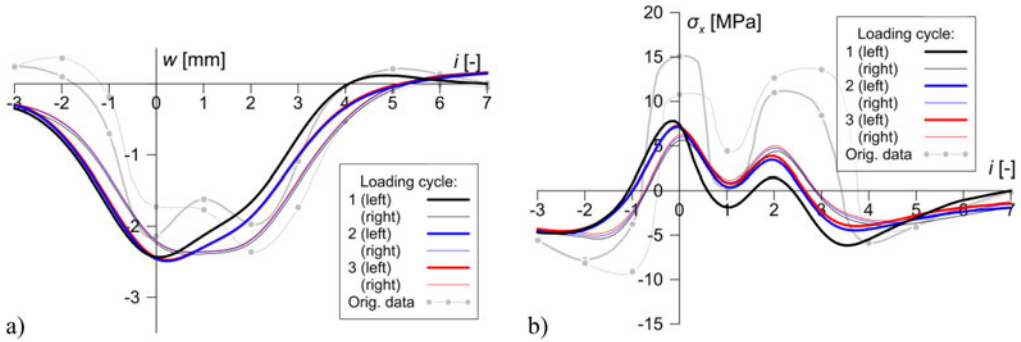 w [mm]
i [-]
-3 -2 -1 0 1 2 3 4 5 6 7
-1
-2
-3
Loading cycle:
1 (left)
(right)
2 (left)
(right)
3 (left)
(right)
Orig. data
a)
σx [MPa]
20
15
10
5
0
-5
-10
-15
Loading cycle:
1 (left)
(right)
2 (left)
(right)
3 (left)
(right)
Orig. data
i [-]
-3 -2 -1 0 1 2 3 4 5 6 7
b)